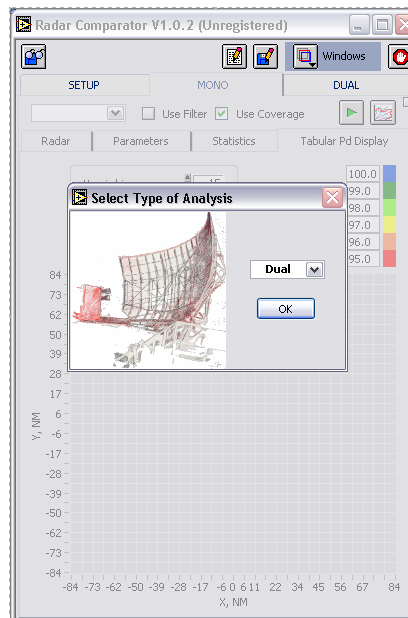 Radar Comparator V1.0.2 (Unregistered)
Windows
SETUP MONO DUAL
Use Filter Use Coverage
Radar Parameters Statistics Tabular Pd Display
15
100.0
99.0
98.0
97.0
96.0
95.0
Select Type of Analysis
Dual
OK
84
73
62
50
39
28
17
6
-6
-17
-28
-39
-50
-62
-73
-84
Y, NM
-84 -73 -62 -50 -39 -28 -17 -6 0 6 11 17 28 39 50 62 84
X, NM